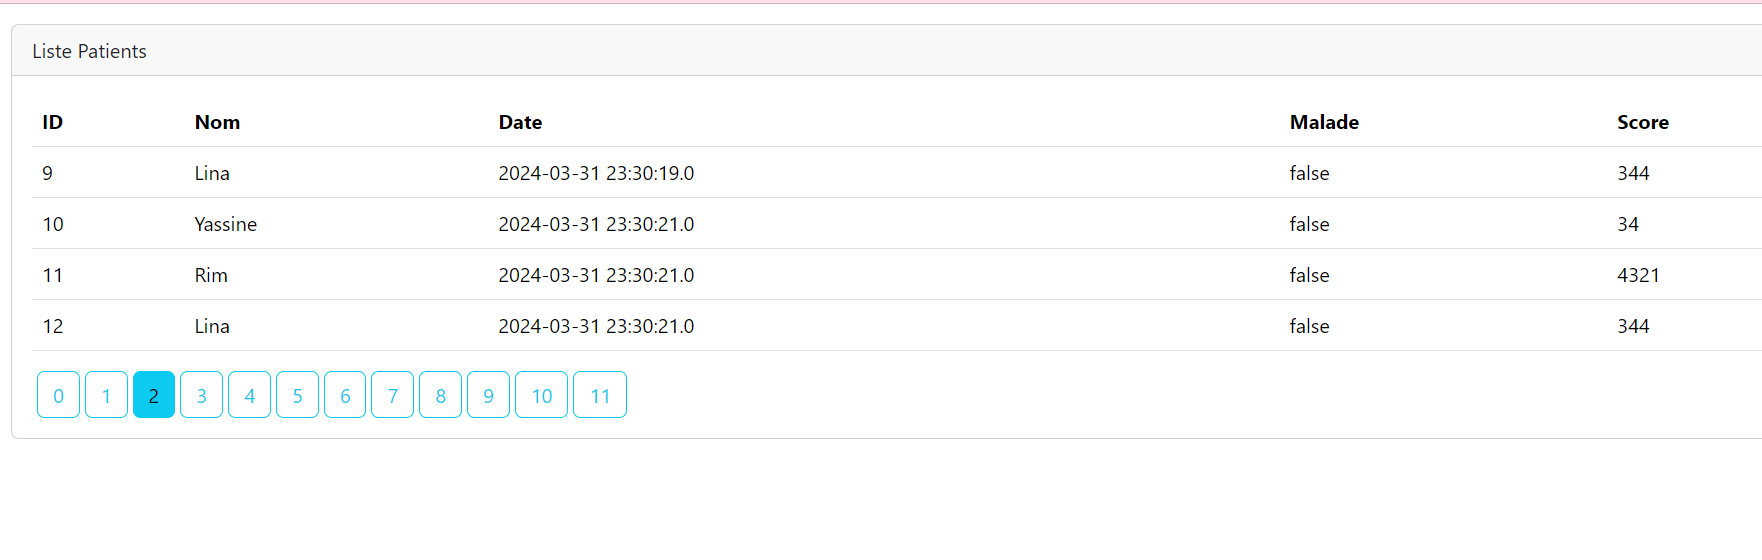 Liste Patients
ID Nom Date Malade Score
9 Lina 2024-03-31 23:30:19.0 false 344
10 Yassine 2024-03-31 23:30:21.0 false 34
11 Rim 2024-03-31 23:30:21.0 false 4321
12 Lina 2024-03-31 23:30:21.0 false 344
0 1 2 3 4 5 6 7 8 9 10 11